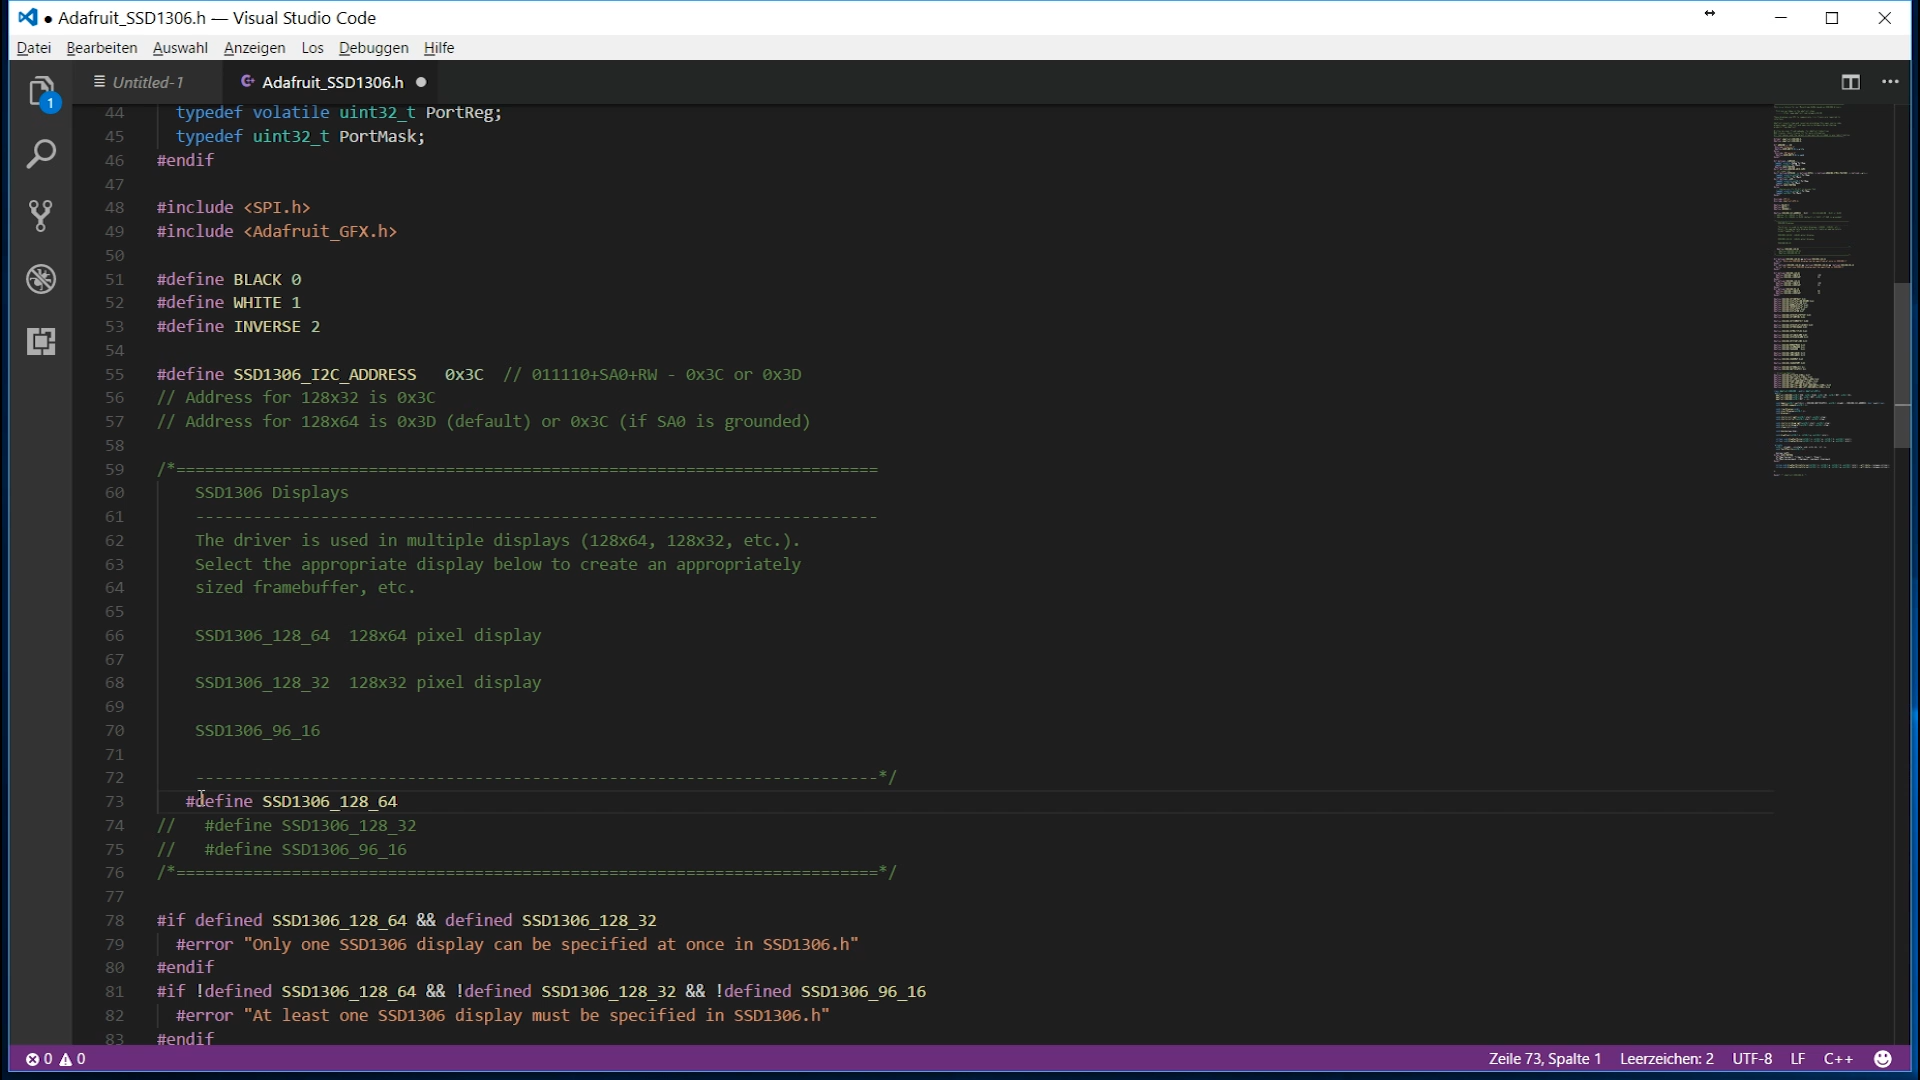 ● Adafruit_SSD1306.h — Visual Studio Code
Datei Bearbeiten Auswahl Anzeigen Los Debuggen Hilfe
1
Untitled-1
Adafruit_SSD1306.h
44 typedef volatile uint32_t PortReg;
45 typedef uint32_t PortMask;
46 #endif
47
48 #include <SPI.h>
49 #include <Adafruit_GFX.h>
50
51 #define BLACK 0
52 #define WHITE 1
53 #define INVERSE 2
54
55 #define SSD1306_I2C_ADDRESS   0x3C  // 011110+SA0+RW - 0x3C or 0x3D
56 // Address for 128x32 is 0x3C
57 // Address for 128x64 is 0x3D (default) or 0x3C (if SA0 is grounded)
58
59 /*=========================================================================
60 SSD1306 Displays
61 -----------------------------------------------------------------------
62 The driver is used in multiple displays (128x64, 128x32, etc.).
63 Select the appropriate display below to create an appropriately
64 sized framebuffer, etc.
65
66 SSD1306_128_64  128x64 pixel display
67
68 SSD1306_128_32  128x32 pixel display
69
70 SSD1306_96_16
71
72 -----------------------------------------------------------------------*/
73 #define SSD1306_128_64
74 //   #define SSD1306_128_32
75 //   #define SSD1306_96_16
76 /*=========================================================================*/
77
78 #if defined SSD1306_128_64 && defined SSD1306_128_32
79 #error "Only one SSD1306 display can be specified at once in SSD1306.h"
80 #endif
81 #if !defined SSD1306_128_64 && !defined SSD1306_128_32 && !defined SSD1306_96_16
82 #error "At least one SSD1306 display must be specified in SSD1306.h"
83 #endif
0 0 Zeile 73, Spalte 1 Leerzeichen: 2 UTF-8 LF C++